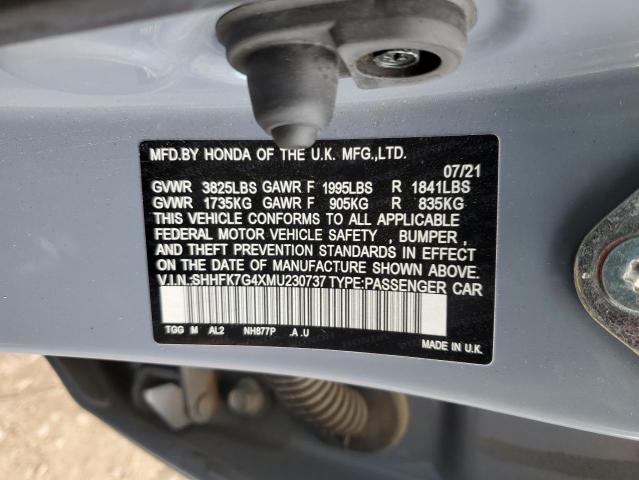 MFD.BY HONDA OF THE U.K. MFG.,LTD.
07/21
GVWR 3825LBS GAWR F 1995LBS R 1841LBS
GVWR 1735KG GAWR F 905KG R 835KG
THIS VEHICLE CONFORMS TO ALL APPLICABLE
FEDERAL MOTOR VEHICLE SAFETY , BUMPER ,
AND THEFT PREVENTION STANDARDS IN EFFECT
ON THE DATE OF MANUFACTURE SHOWN ABOVE.
V.I.N.:SHHFK7G4XMU230737 TYPE:PASSENGER CAR
TGG M AL2 NH877P .A .U
MADE IN U.K.